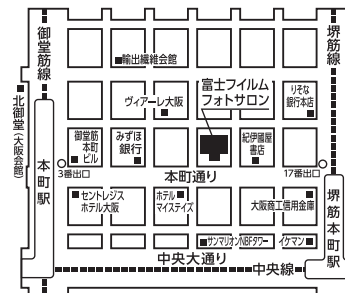 御堂筋線
堺筋線
輸出繊維会館
富士フイルム
フォトサロン
りそな
銀行本店
ヴィアーレ大阪
北御堂(大阪会館)
御堂筋
本町
ビル
みずほ
銀行
紀伊國屋
書店
3番出口
本町通り
17番出口
本町駅
セントレジス
ホテル大阪
ホテル
マイステイズ
大阪商工信用金庫
堺筋本町駅
サンマリオンNBFタワー
イケマン
中央大通り
中央線